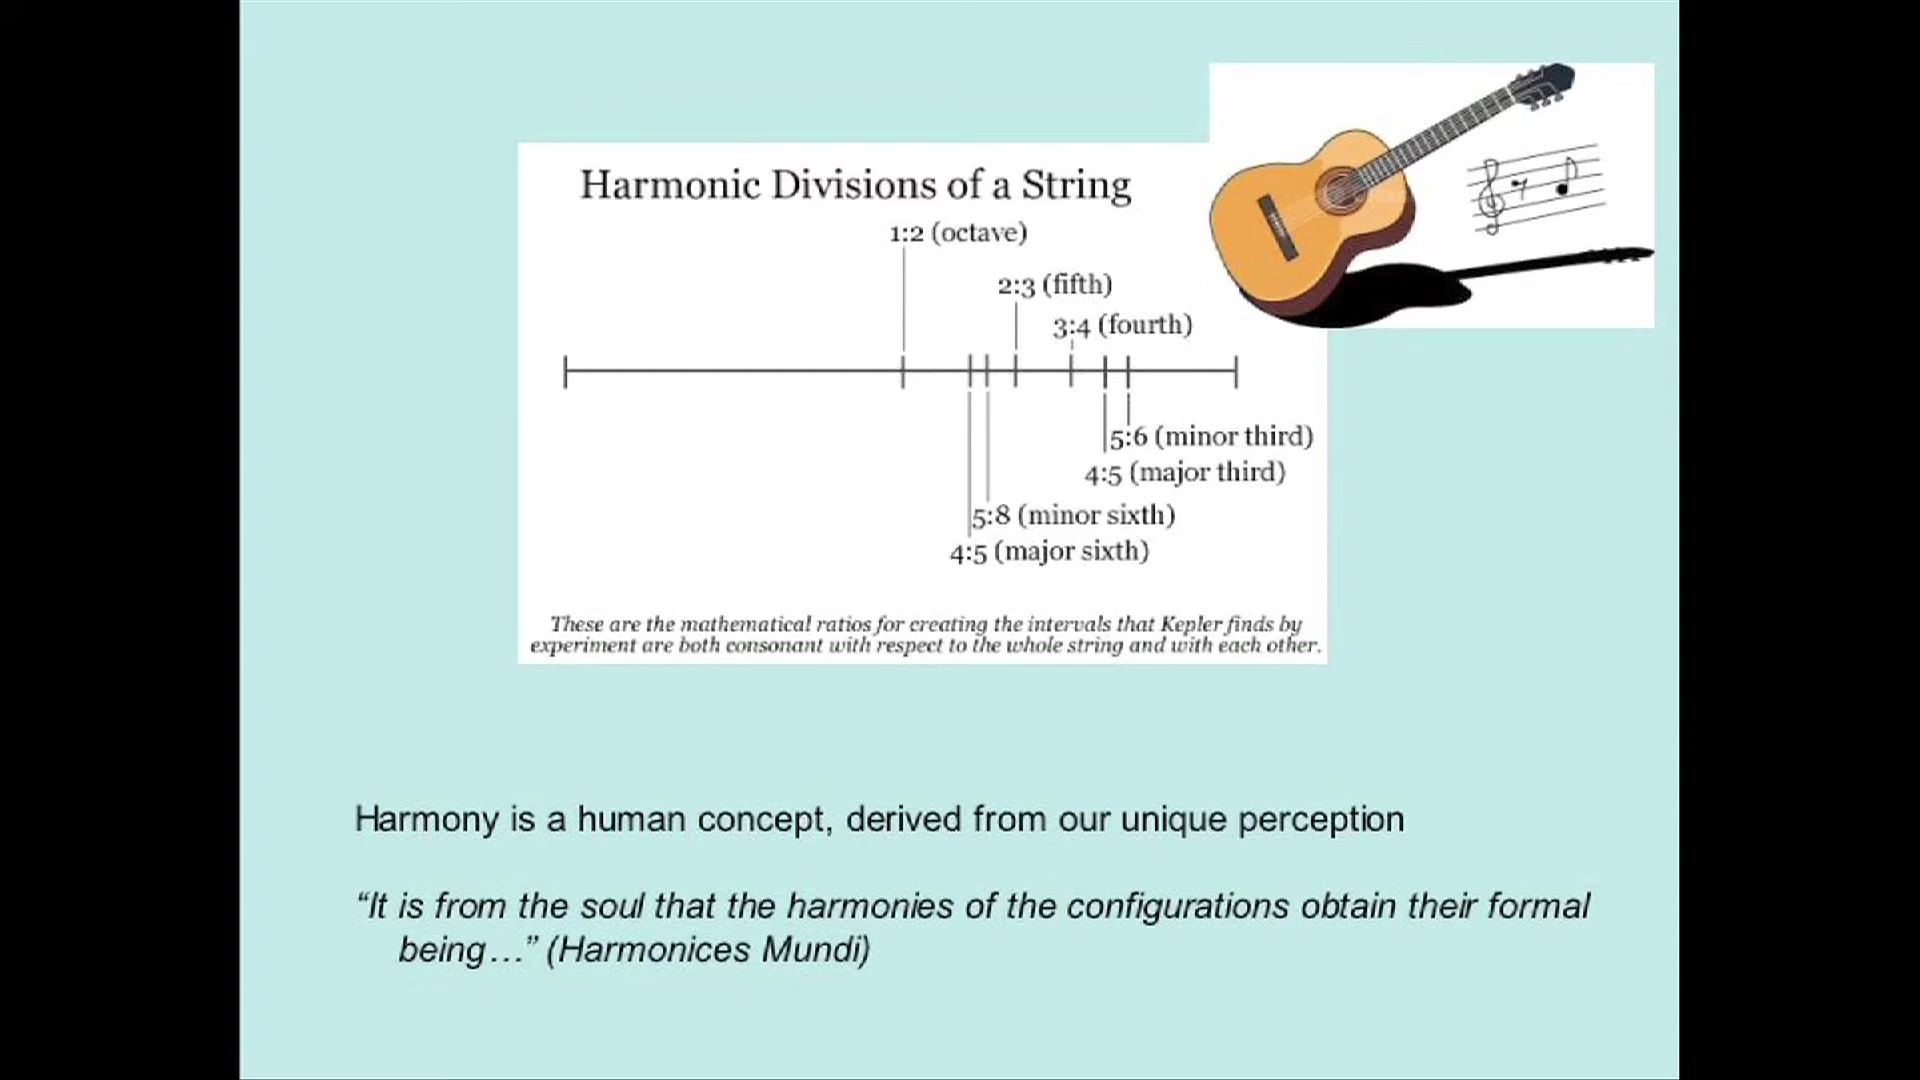 Harmonic Divisions of a String
1:2 (octave)
2:3 (fifth)
3:4 (fourth)
5:6 (minor third)
4:5 (major third)
5:8 (minor sixth)
4:5 (major sixth)
These are the mathematical ratios for creating the intervals that Kepler finds by
experiment are both consonant with respect to the whole string and with each other.
Harmony is a human concept, derived from our unique perception
“It is from the soul that the harmonies of the configurations obtain their formal
being…” (Harmonices Mundi)